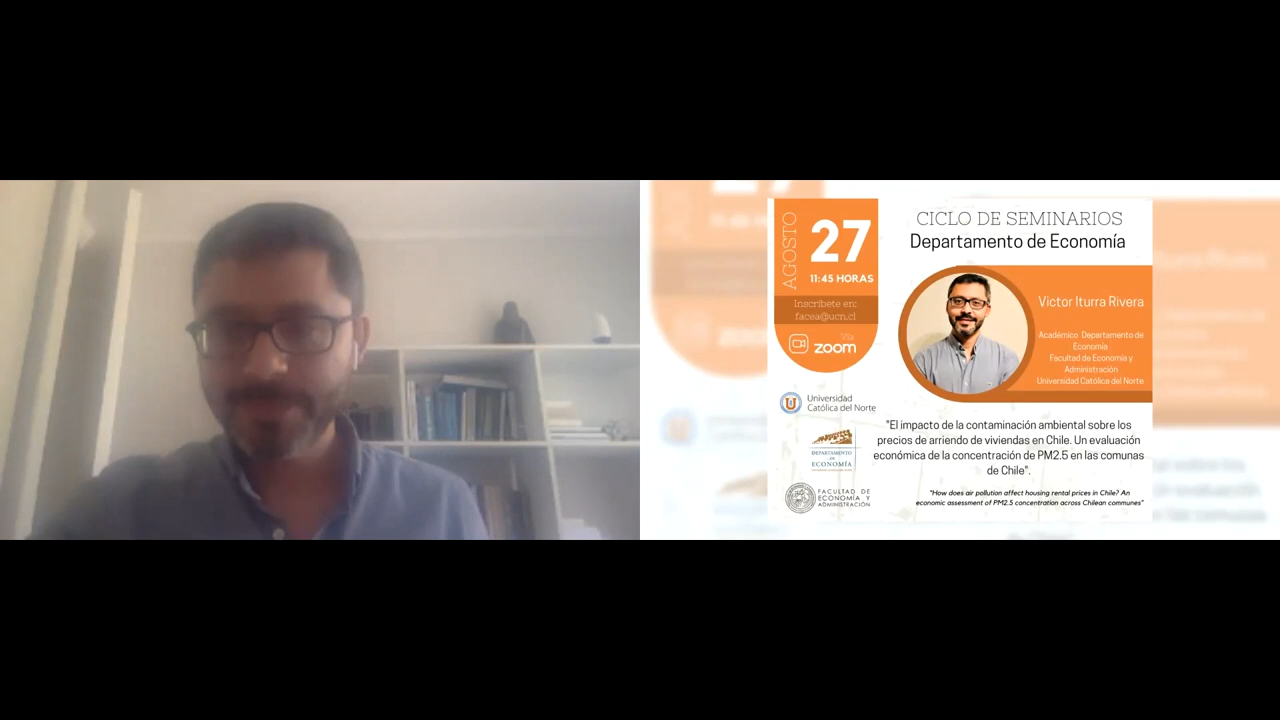 AGOSTO
27
11:45 HORAS
Inscríbete en:
facea@ucn.cl
Vía
zoom
Universidad
Católica del Norte
DEPARTAMENTO
DE
ECONOMÍA
FACULTAD DE
ECONOMÍA Y
ADMINISTRACIÓN
CICLO DE SEMINARIOS
Departamento de Economía
Victor Iturra Rivera
Académico Departamento de
Economía
Facultad de Economía y
Administración
Universidad Católica del Norte
"El impacto de la contaminación ambiental sobre los
precios de arriendo de viviendas en Chile. Un evaluación
económica de la concentración de PM2.5 en las comunas
de Chile".
"How does air pollution affect housing rental prices in Chile? An
economic assessment of PM2.5 concentration across Chilean communes"